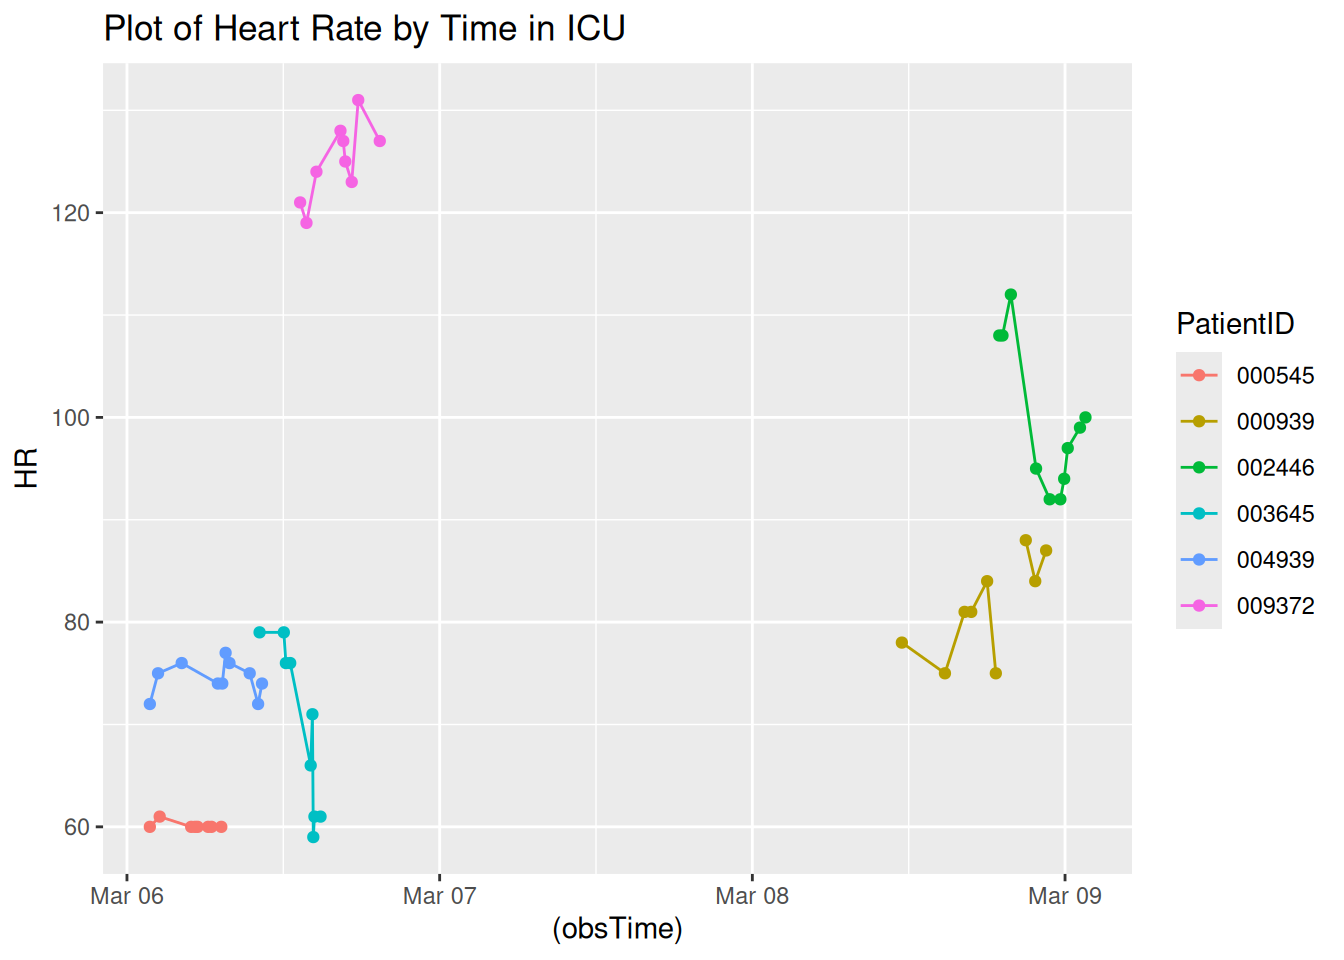 Plot of Heart Rate by Time in ICU
120
100
80
60
HR
Mar 06 Mar 07 Mar 08 Mar 09
(obsTime)
PatientID
000545
000939
002446
003645
004939
009372